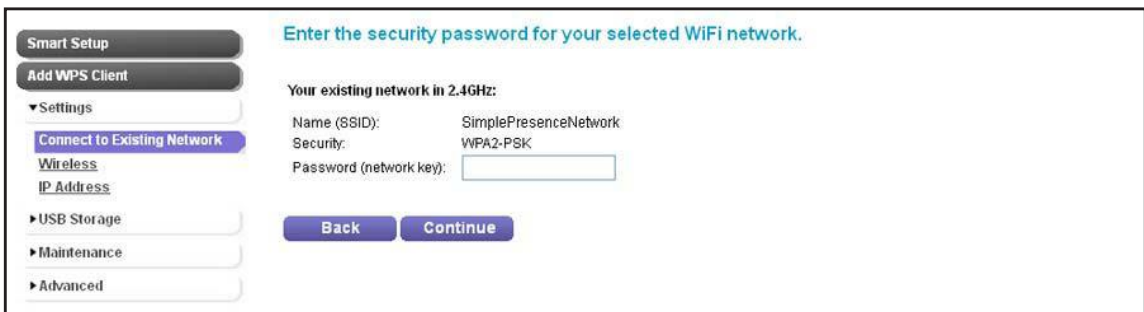 Smart Setup
Add WPS Client
▼Settings
Connect to Existing Network
Wireless
IP Address
▶USB Storage
▶Maintenance
▶Advanced
Enter the security password for your selected WiFi network.
Your existing network in 2.4GHz:
Name (SSID): SimplePresenceNetwork
Security: WPA2-PSK
Password (network key):
Back Continue